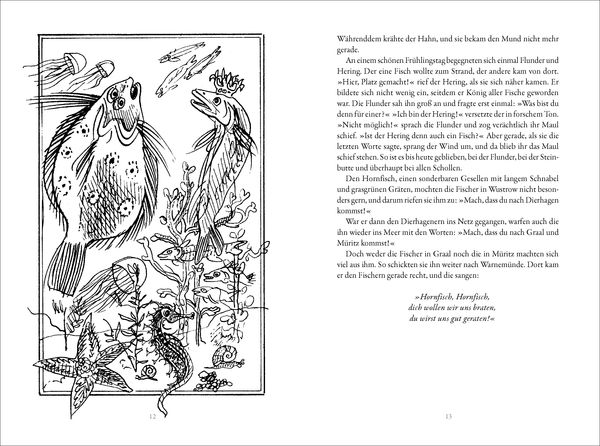 Währenddem krähte der Hahn, und sie bekam den Mund nicht mehr
gerade.
An einem schönen Frühlingstag begegneten sich einmal Flunder und
Hering. Der eine Fisch wollte zum Strand, der andere kam von dort.
»Hier, Platz gemacht!« rief der Hering, als sie sich näher kamen. Er
bildete sich nicht wenig ein, seitdem er König aller Fische geworden
war. Die Flunder sah ihn groß an und fragte erst einmal: »Was bist du
denn für einer?« »Ich bin der Hering!« versetzte der in forschem Ton.
»Nicht möglich!« sprach die Flunder und zog verächtlich ihr Maul
schief. »Ist der Hering denn auch ein Fisch?« Aber gerade, als sie die
letzten Worte sagte, sprang der Wind um, und da blieb ihr das Maul
schief stehen. So ist es bis heute geblieben, bei der Flunder, bei der Stein-
butte und überhaupt bei allen Schollen.
Den Hornfisch, einen sonderbaren Gesellen mit langem Schnabel
und grasgrünen Gräten, mochten die Fischer in Wustrow nicht beson-
ders gern, und darum riefen sie ihm zu: »Mach, dass du nach Dierhagen
kommst!«
War er dann den Dierhagenern ins Netz gegangen, warfen auch die
ihn wieder ins Meer mit den Worten: »Mach, dass du nach Graal und
Müritz kommst!«
Doch weder die Fischer in Graal noch die in Müritz machten sich
viel aus ihm. So schickten sie ihn weiter nach Warnemünde. Dort kam
er den Fischern gerade recht, und die sangen:
»Hornfisch, Hornfisch,
dich wollen wir uns braten,
du wirst uns gut geraten!«
12
13